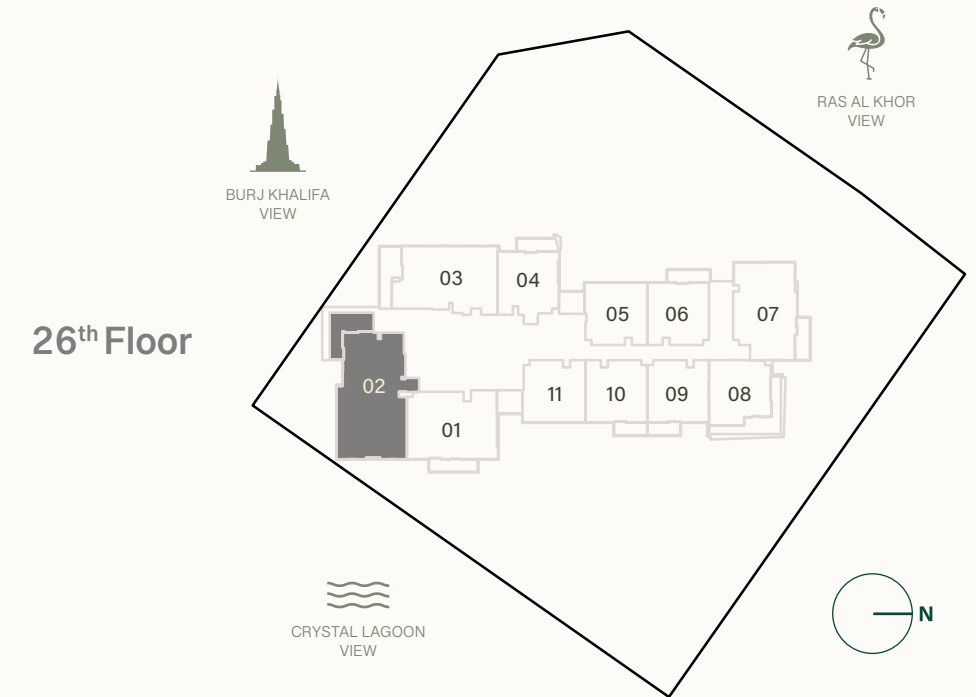 RAS AL KHOR
VIEW
BURJ KHALIFA
VIEW
03
04
05
06
07
26th Floor
02
11
10
09
08
01
N
CRYSTAL LAGOON
VIEW